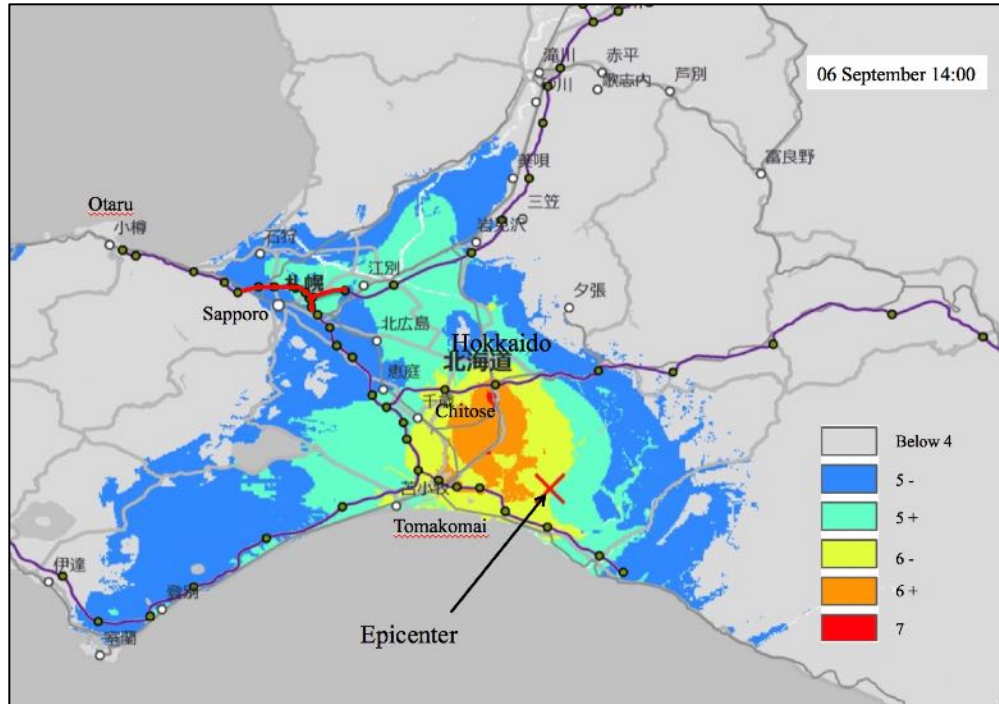 滝川
赤平
歌志内
芦別
06 September 14:00
富良野
美唄
三笠
岩見沢
Otaru
小樽
石狩
札幌
江別
夕張
Sapporo
北広島
Hokkaido
北海道
恵庭
千歳
Chitose
苫小牧
Tomakomai
伊達
登別
室蘭
Epicenter
Below 4
5 -
5 +
6 -
6 +
7